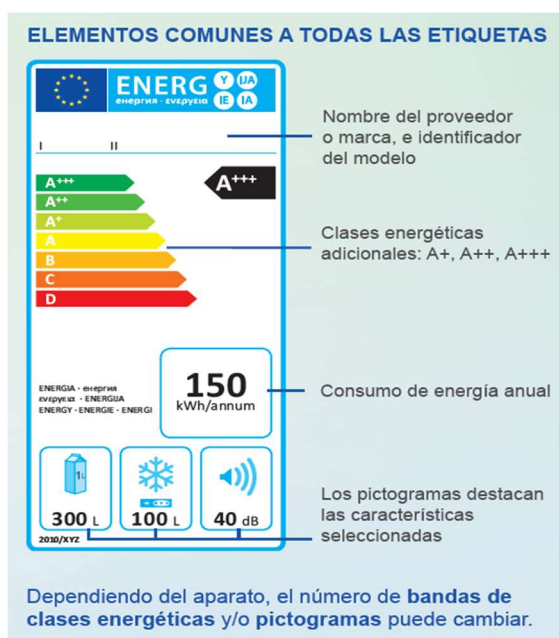 ELEMENTOS COMUNES A TODAS LAS ETIQUETAS
ENERG Y IJA
енергия · ενεργεια IE IA
I II
Nombre del proveedor
o marca, e identificador
del modelo
A+++ A+++
A++
A+
A
B
C
D
Clases energéticas
adicionales: A+, A++, A+++
ENERGIA · енергия
ενεργεια · ENERGIJA
ENERGY · ENERGIE · ENERGI
150
kWh/annum
Consumo de energía anual
1L
300 L 100 L 40 dB
2010/XYZ
Los pictogramas destacan
las características
seleccionadas
Dependiendo del aparato, el número de bandas de
clases energéticas y/o pictogramas puede cambiar.